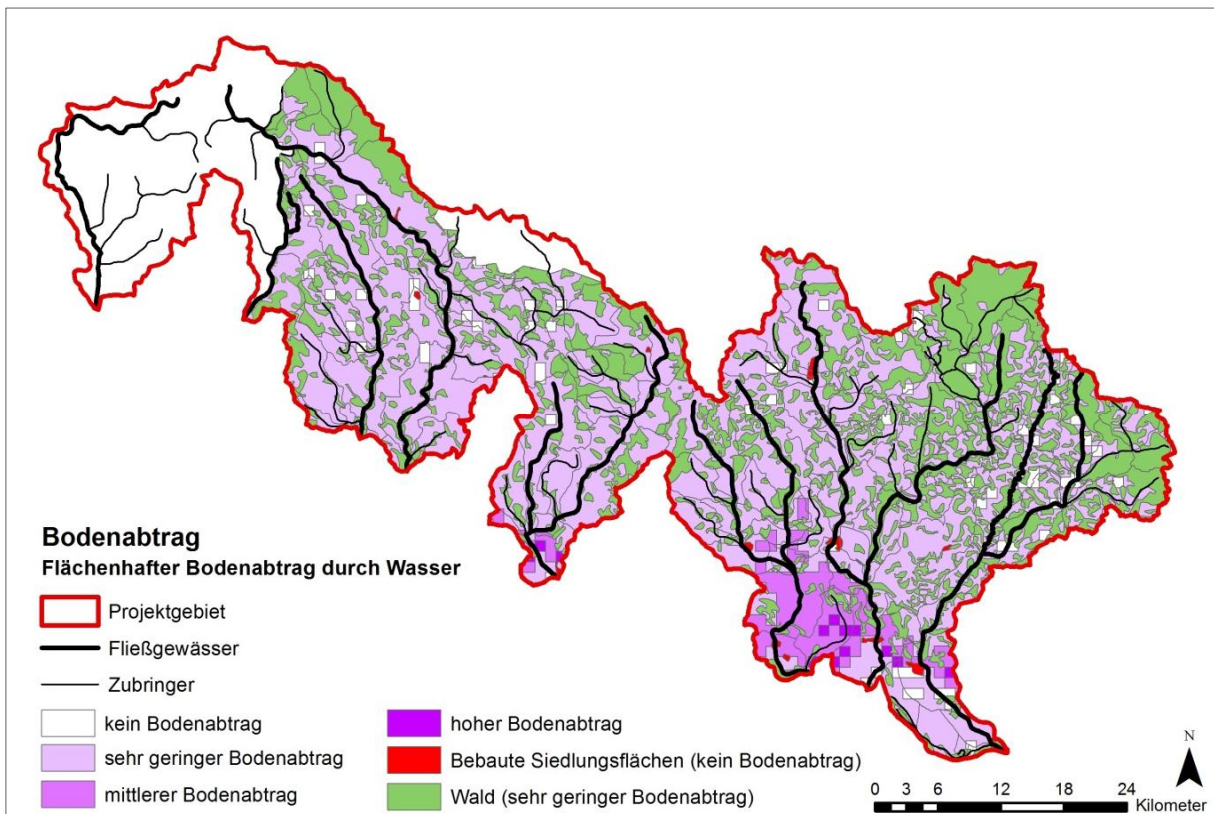 Bodenabtrag
Flächenhafter Bodenabtrag durch Wasser
Projektgebiet
Fließgewässer
Zubringer
kein Bodenabtrag
sehr geringer Bodenabtrag
mittlerer Bodenabtrag
hoher Bodenabtrag
Bebaute Siedlungsflächen (kein Bodenabtrag)
Wald (sehr geringer Bodenabtrag)
N
0 3 6 12 18 24
Kilometer